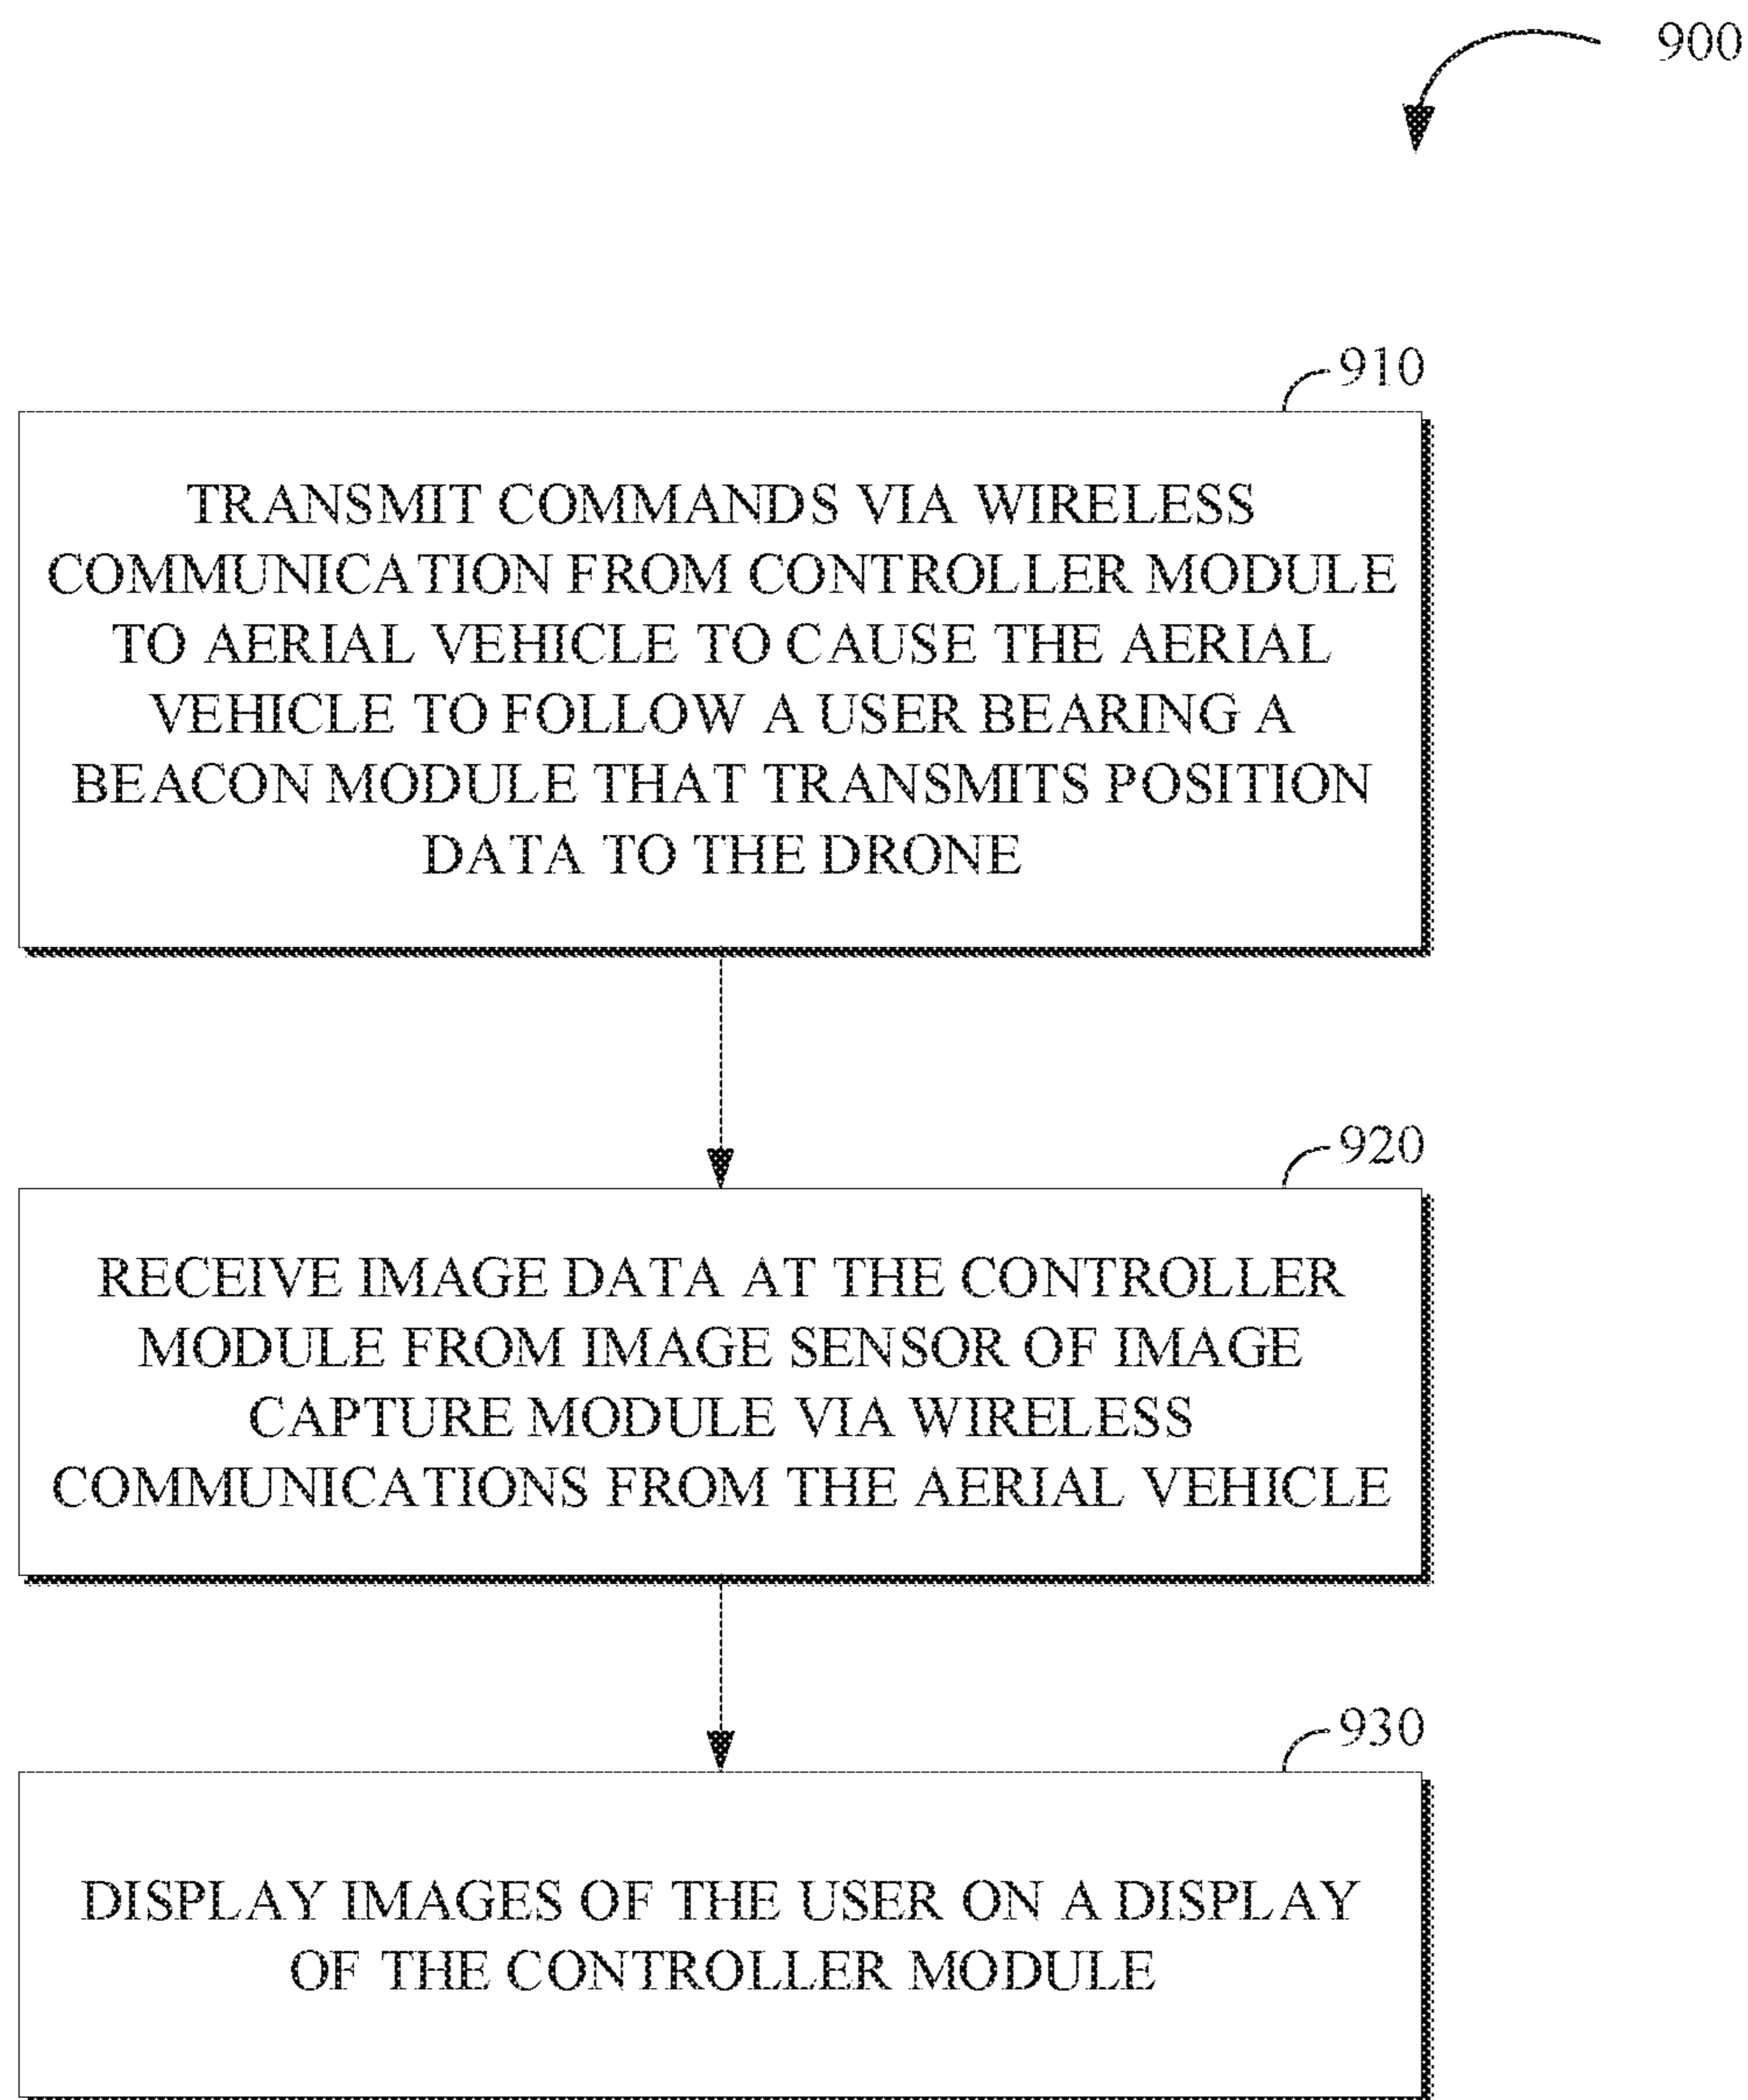 900
910
TRANSMIT COMMANDS VIA WIRELESS
COMMUNICATION FROM CONTROLLER MODULE
TO AERIAL VEHICLE TO CAUSE THE AERIAL
VEHICLE TO FOLLOW A USER BEARING A
BEACON MODULE THAT TRANSMITS POSITION
DATA TO THE DRONE
920
RECEIVE IMAGE DATA AT THE CONTROLLER
MODULE FROM IMAGE SENSOR OF IMAGE
CAPTURE MODULE VIA WIRELESS
COMMUNICATIONS FROM THE AERIAL VEHICLE
930
DISPLAY IMAGES OF THE USER ON A DISPLAY
OF THE CONTROLLER MODULE